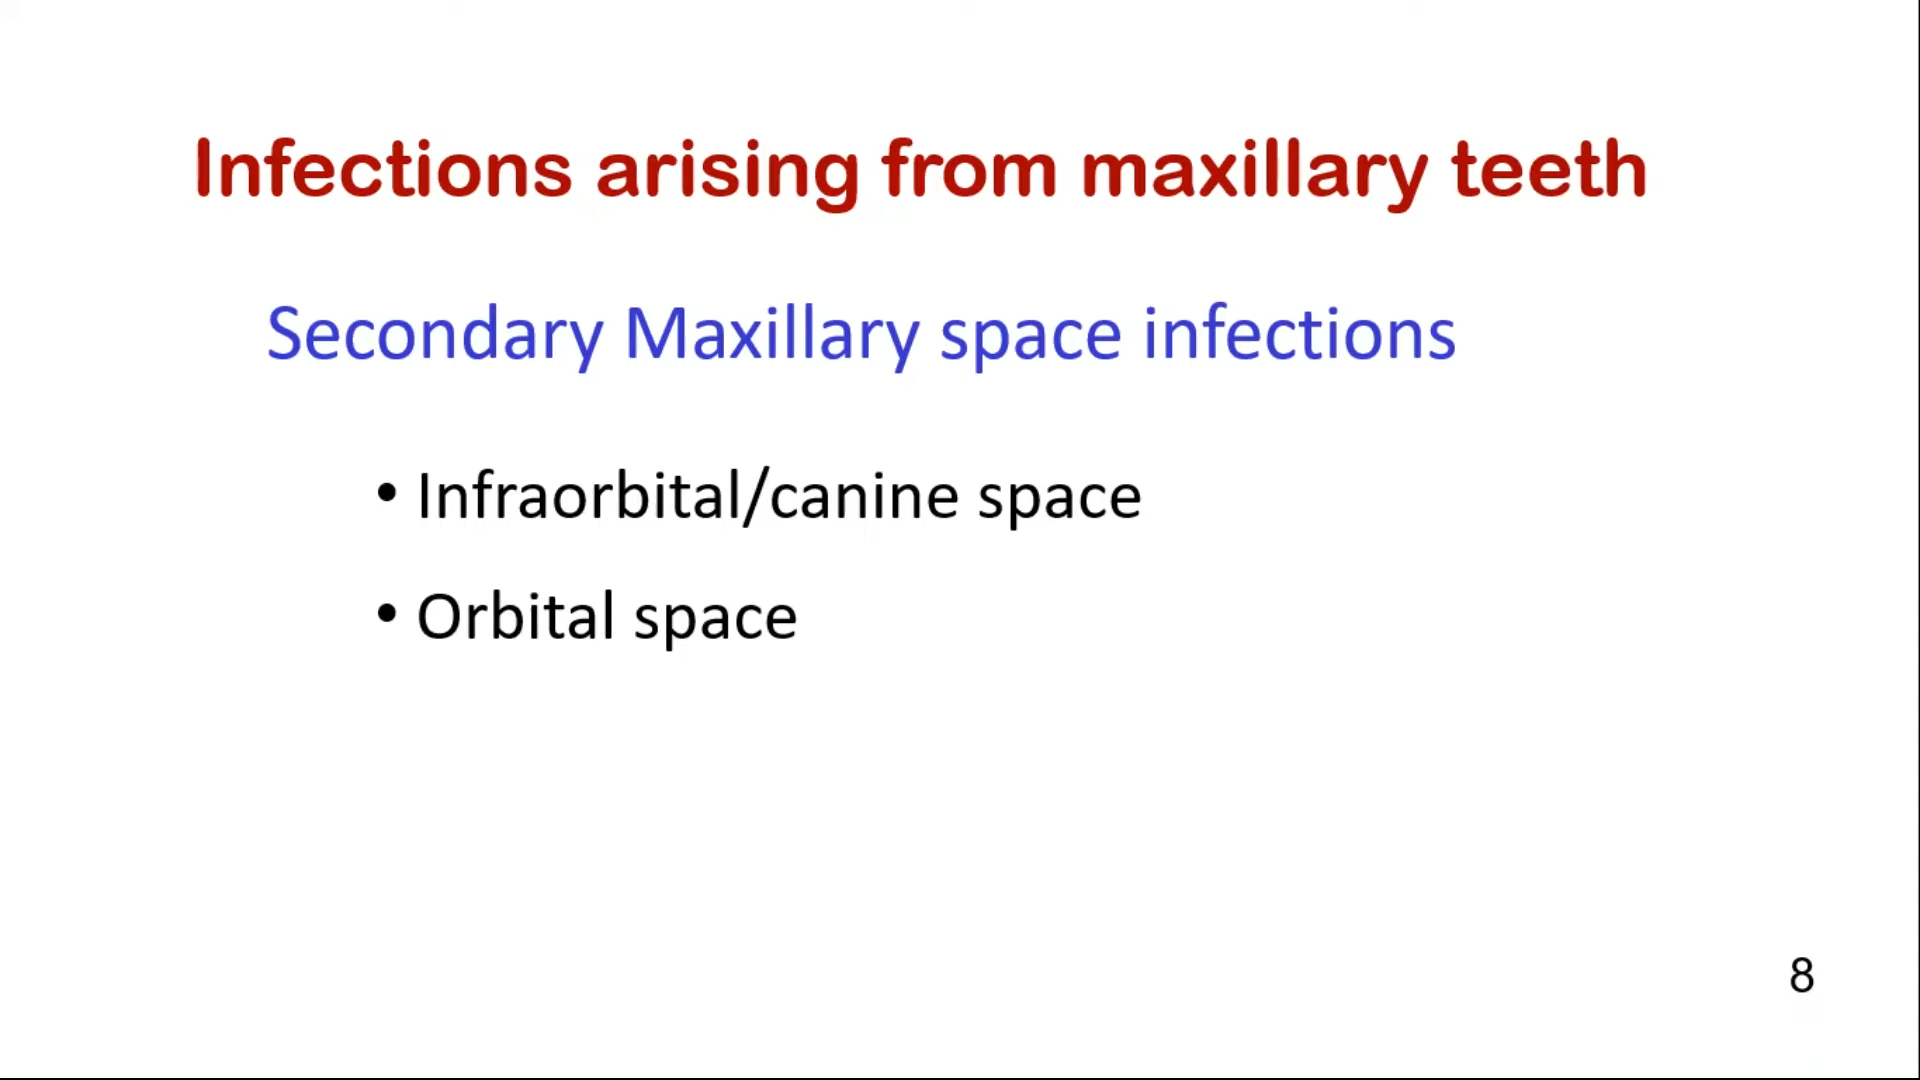 Infections arising from maxillary teeth
Secondary Maxillary space infections
• Infraorbital/canine space
• Orbital space
8